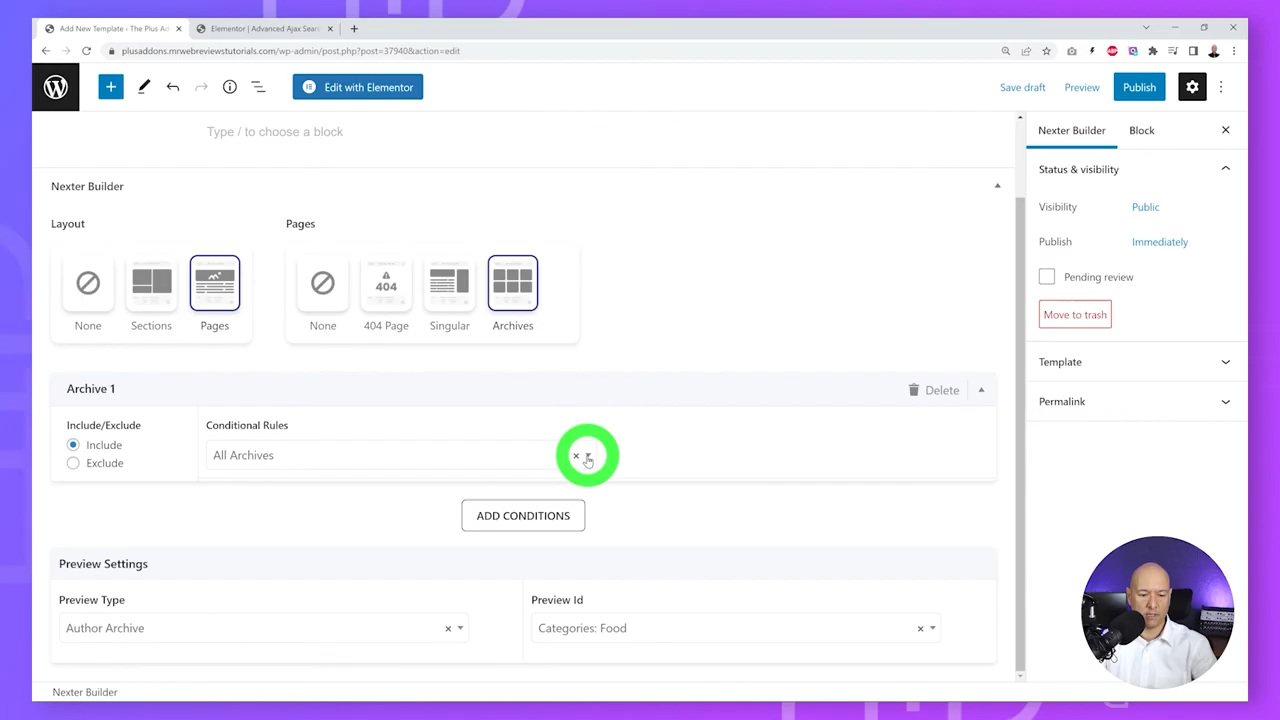 Add New Template ‹ The Plus Ad
Elementor | Advanced Ajax Sear
plusaddons.mrwebreviewstutorials.com/wp-admin/post.php?post=37940&action=edit
Edit with Elementor
Save draft
Preview
Publish
Type / to choose a block
Nexter Builder
Block
Status & visibility
Visibility
Public
Publish
Immediately
Pending review
Move to trash
Template
Permalink
Nexter Builder
Layout
Pages
404
None
Sections
Pages
None
404 Page
Singular
Archives
Archive 1
Delete
Include/Exclude
Include
Exclude
Conditional Rules
All Archives
ADD CONDITIONS
Preview Settings
Preview Type
Author Archive
Preview Id
Categories: Food
Nexter Builder